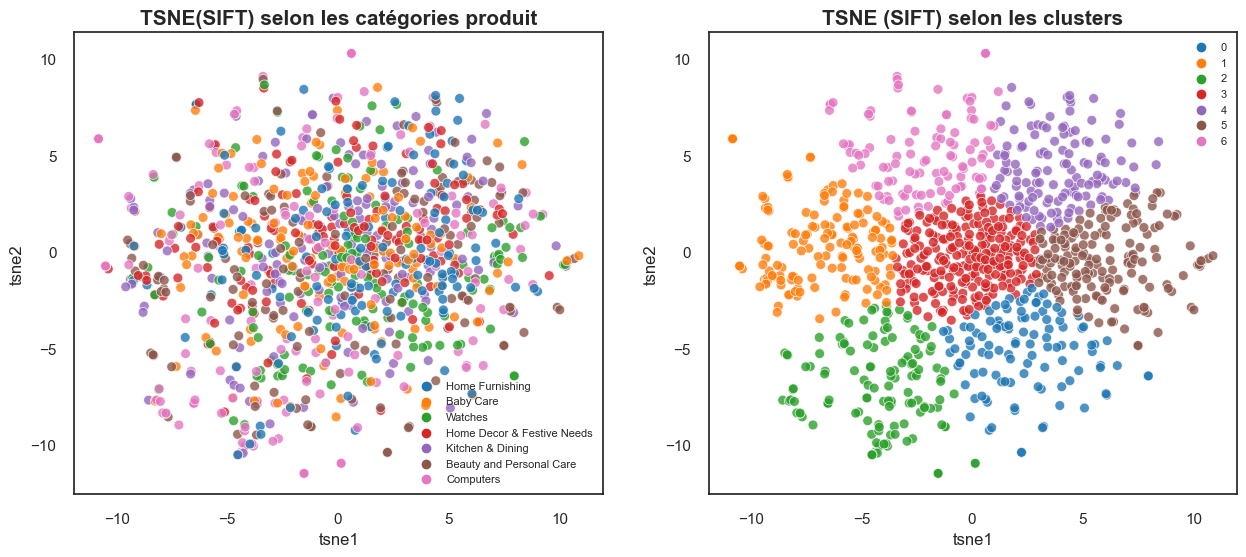 TSNE(SIFT) selon les catégories produit
10
5
0
−5
−10
tsne2
−10
−5
0
5
10
tsne1
Home Furnishing
Baby Care
Watches
Home Decor & Festive Needs
Kitchen & Dining
Beauty and Personal Care
Computers
TSNE (SIFT) selon les clusters
10
5
0
−5
−10
tsne2
−10
−5
0
5
10
tsne1
0
1
2
3
4
5
6